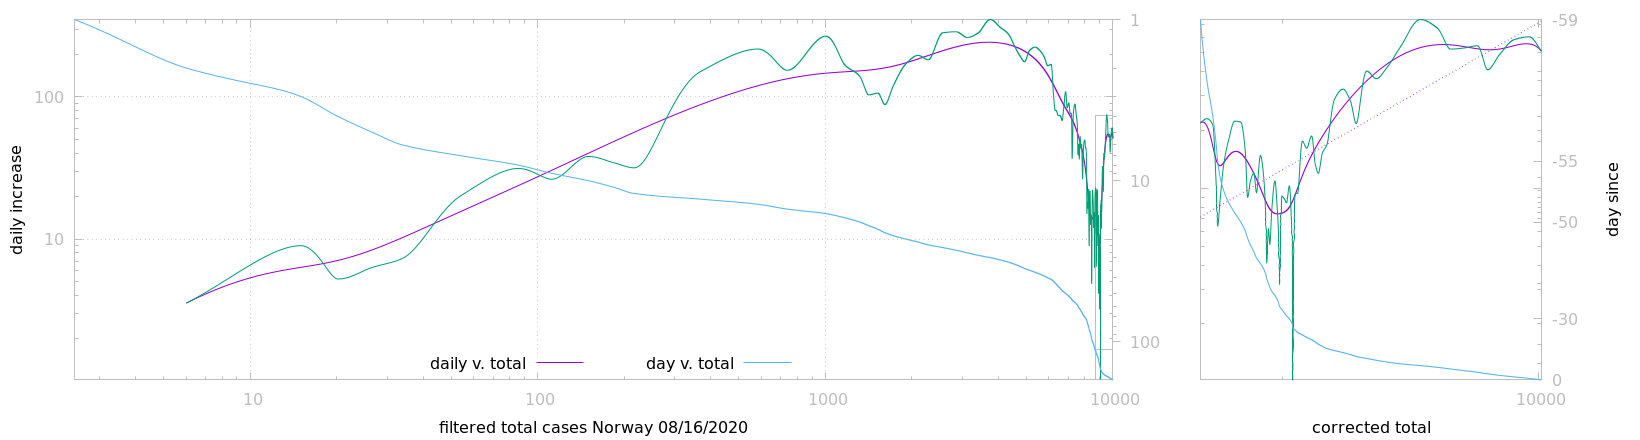 1
-59
100
-55
10
-50
10
-30
100
0
daily increase
day since
daily v. total
day v. total
10
100
1000
10000
10000
filtered total cases Norway 08/16/2020
corrected total